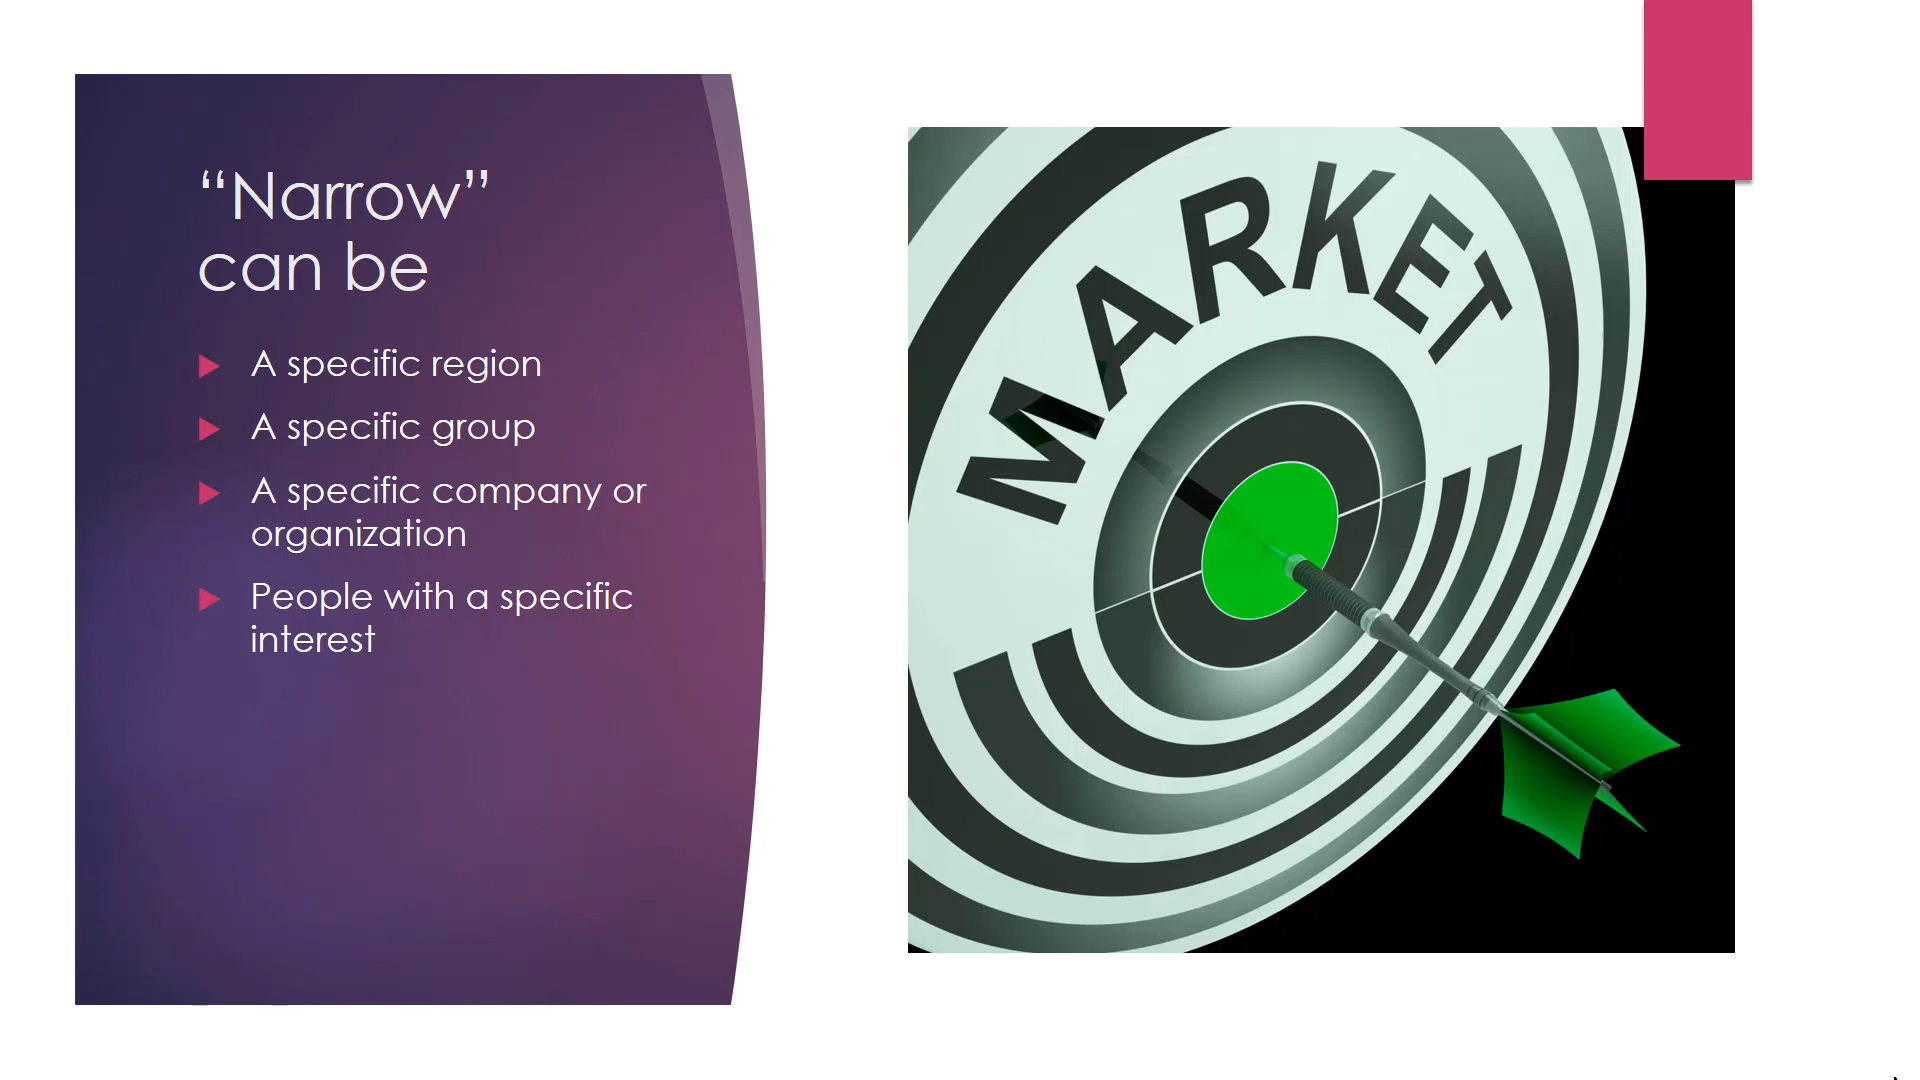 “Narrow”
can be
A specific region
A specific group
A specific company or
organization
People with a specific
interest
MARKET